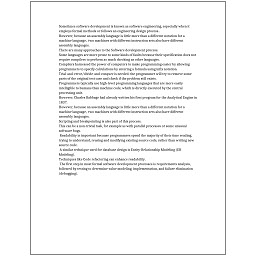 Sometimes software development is known as software engineering, especially when it
employs formal methods or follows an engineering design process.
However, because an assembly language is little more than a different notation for a
machine language, two machines with different instruction sets also have different
assembly languages.
There are many approaches to the Software development process.
Some languages are more prone to some kinds of faults because their specification does not
require compilers to perform as much checking as other languages.
Compilers harnessed the power of computers to make programming easier by allowing
programmers to specify calculations by entering a formula using infix notation.
Trial-and-error/divide-and-conquer is needed: the programmer will try to remove some
parts of the original test case and check if the problem still exists.
Programmers typically use high-level programming languages that are more easily
intelligible to humans than machine code, which is directly executed by the central
processing unit.
However, Charles Babbage had already written his first program for the Analytical Engine in
1837.
However, because an assembly language is little more than a different notation for a
machine language, two machines with different instruction sets also have different
assembly languages.
Scripting and breakpointing is also part of this process.
This can be a non-trivial task, for example as with parallel processes or some unusual
software bugs.
Readability is important because programmers spend the majority of their time reading,
trying to understand, reusing and modifying existing source code, rather than writing new
source code.
A similar technique used for database design is Entity-Relationship Modeling (ER
Modeling).
Techniques like Code refactoring can enhance readability.
The first step in most formal software development processes is requirements analysis,
followed by testing to determine value modeling, implementation, and failure elimination
(debugging).